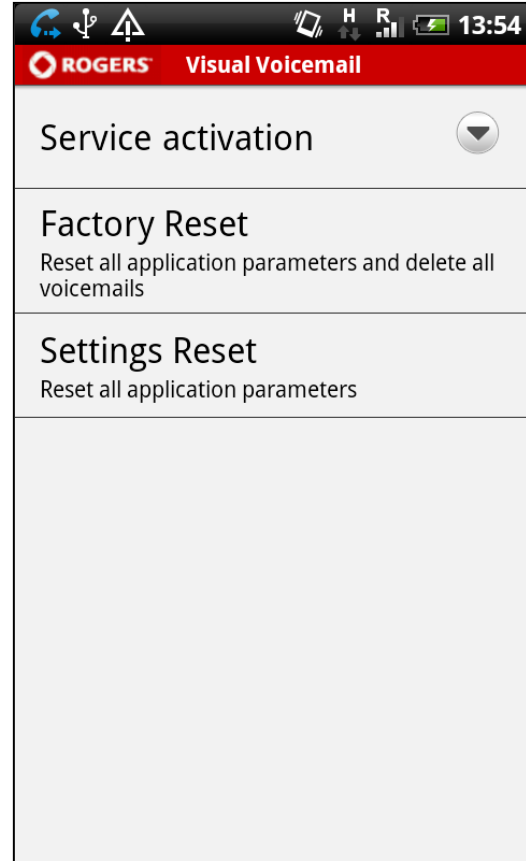 H R 13:54
ROGERS Visual Voicemail
Service activation
Factory Reset
Reset all application parameters and delete all
voicemails
Settings Reset
Reset all application parameters